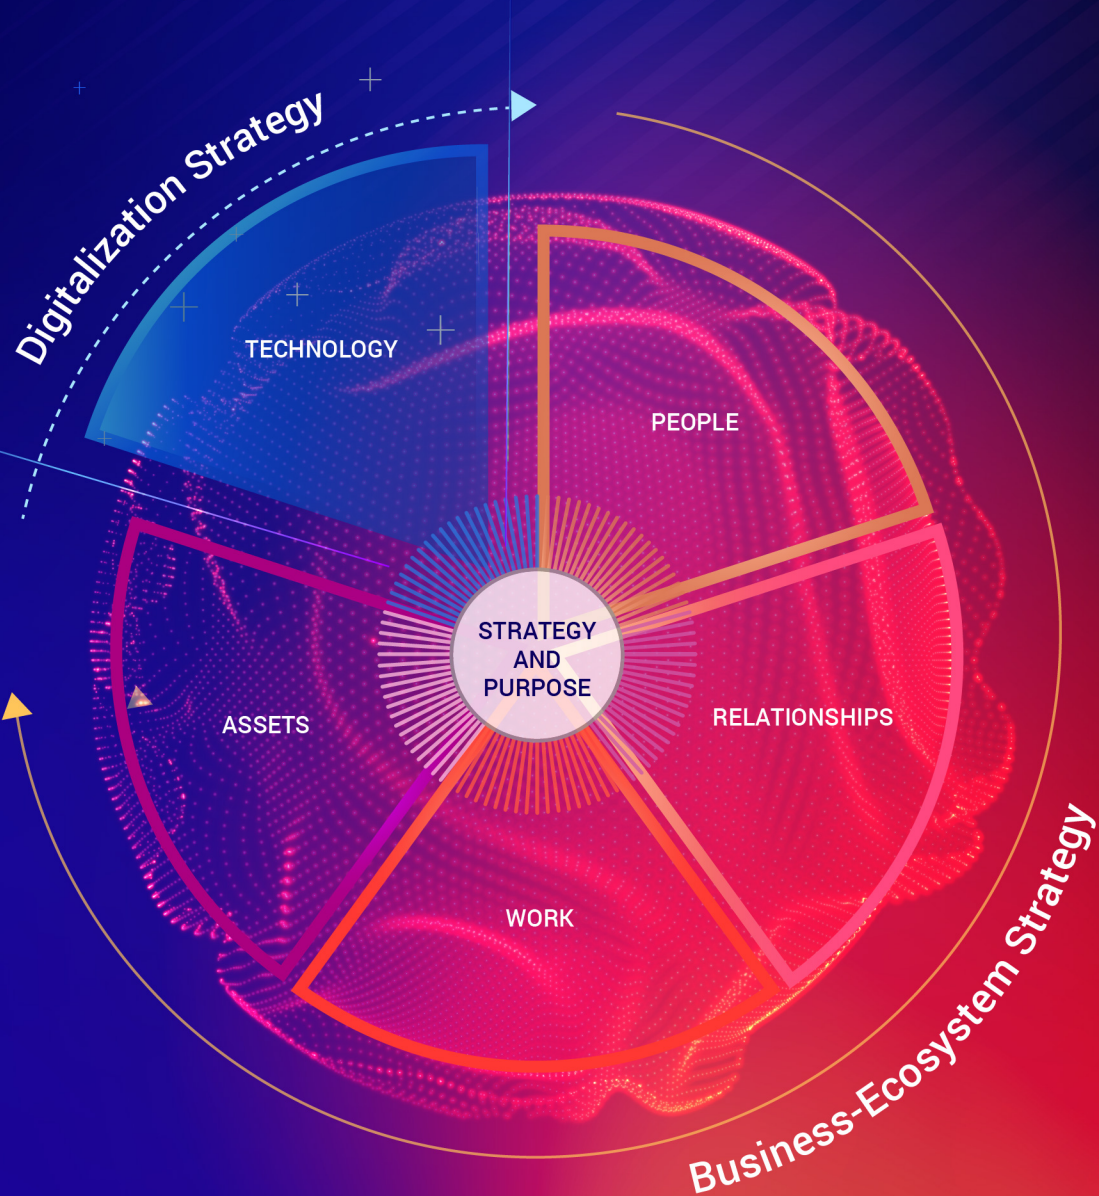 Digitalization Strategy
TECHNOLOGY
PEOPLE
STRATEGY
AND
PURPOSE
ASSETS
RELATIONSHIPS
WORK
Business-Ecosystem Strategy